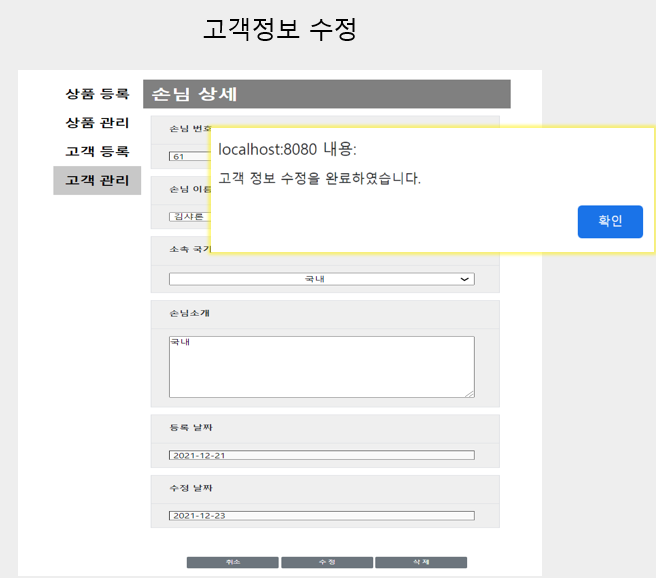 고객정보 수정
상품 등록
상품 관리
고객 등록
고객 관리
손님 상세
손님 번호
61
localhost:8080 내용:
고객 정보 수정을 완료하였습니다.
확인
손님 이름
김샤론
소속 국가
국내
손님소개
국내
등록 날짜
2021-12-21
수정 날짜
2021-12-23
취소
수 정
삭 제